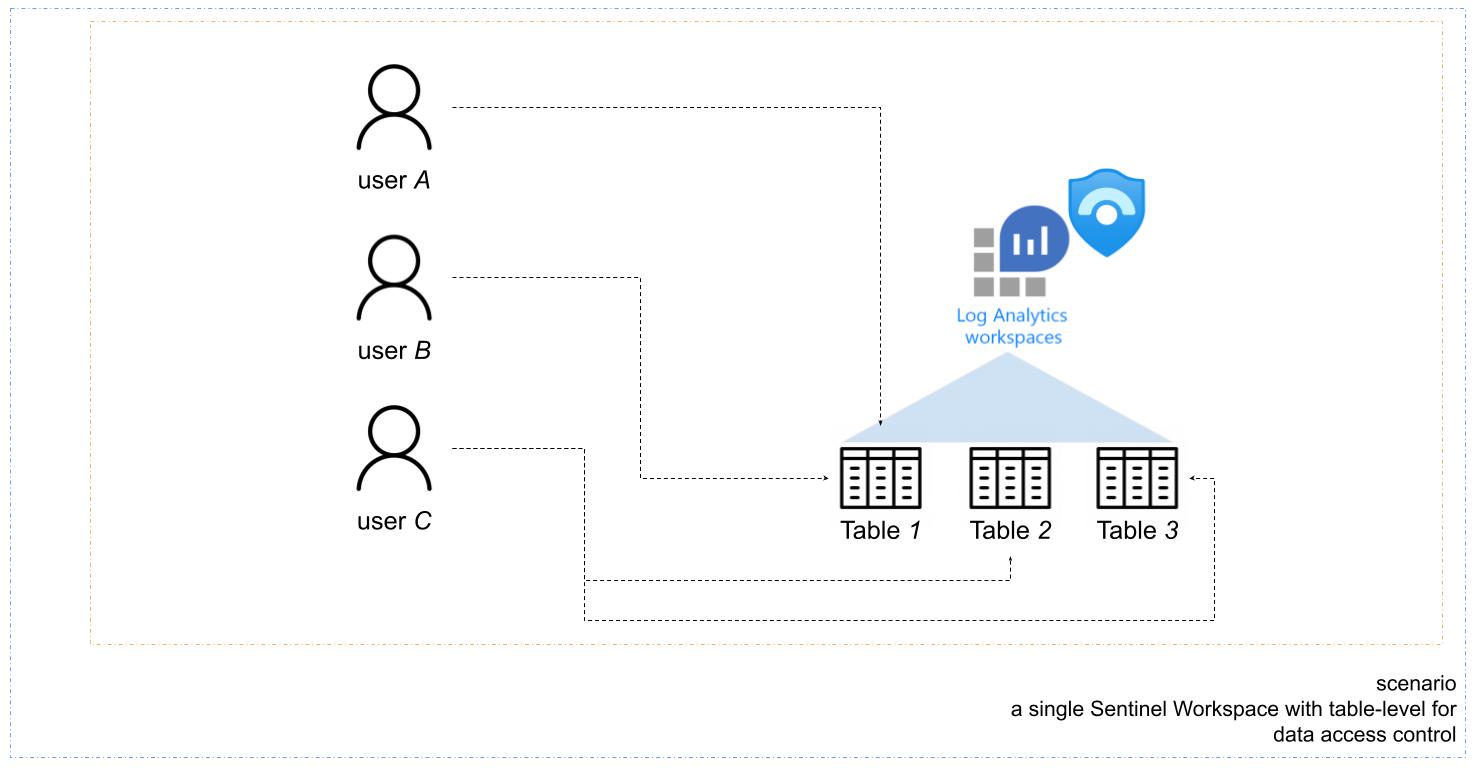 user A
user B
user C
Log Analytics
workspaces
Table 1
Table 2
Table 3
scenario
a single Sentinel Workspace with table-level for
data access control